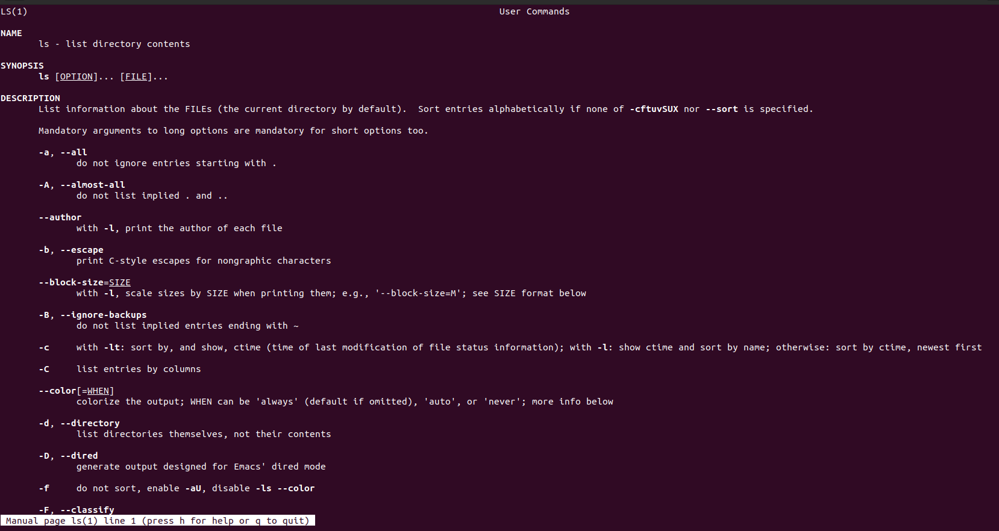 LS(1) User Commands
NAME
ls - list directory contents
SYNOPSIS
ls [OPTION]... [FILE]...
DESCRIPTION
List information about the FILEs (the current directory by default).  Sort entries alphabetically if none of -cftuvSUX nor --sort is specified.
Mandatory arguments to long options are mandatory for short options too.
-a, --all
do not ignore entries starting with .
-A, --almost-all
do not list implied . and ..
--author
with -l, print the author of each file
-b, --escape
print C-style escapes for nongraphic characters
--block-size=SIZE
with -l, scale sizes by SIZE when printing them; e.g., '--block-size=M'; see SIZE format below
-B, --ignore-backups
do not list implied entries ending with ~
-c with -lt: sort by, and show, ctime (time of last modification of file status information); with -l: show ctime and sort by name; otherwise: sort by ctime, newest first
-C list entries by columns
--color[=WHEN]
colorize the output; WHEN can be 'always' (default if omitted), 'auto', or 'never'; more info below
-d, --directory
list directories themselves, not their contents
-D, --dired
generate output designed for Emacs' dired mode
-f do not sort, enable -aU, disable -ls --color
-F, --classify
Manual page ls(1) line 1 (press h for help or q to quit)